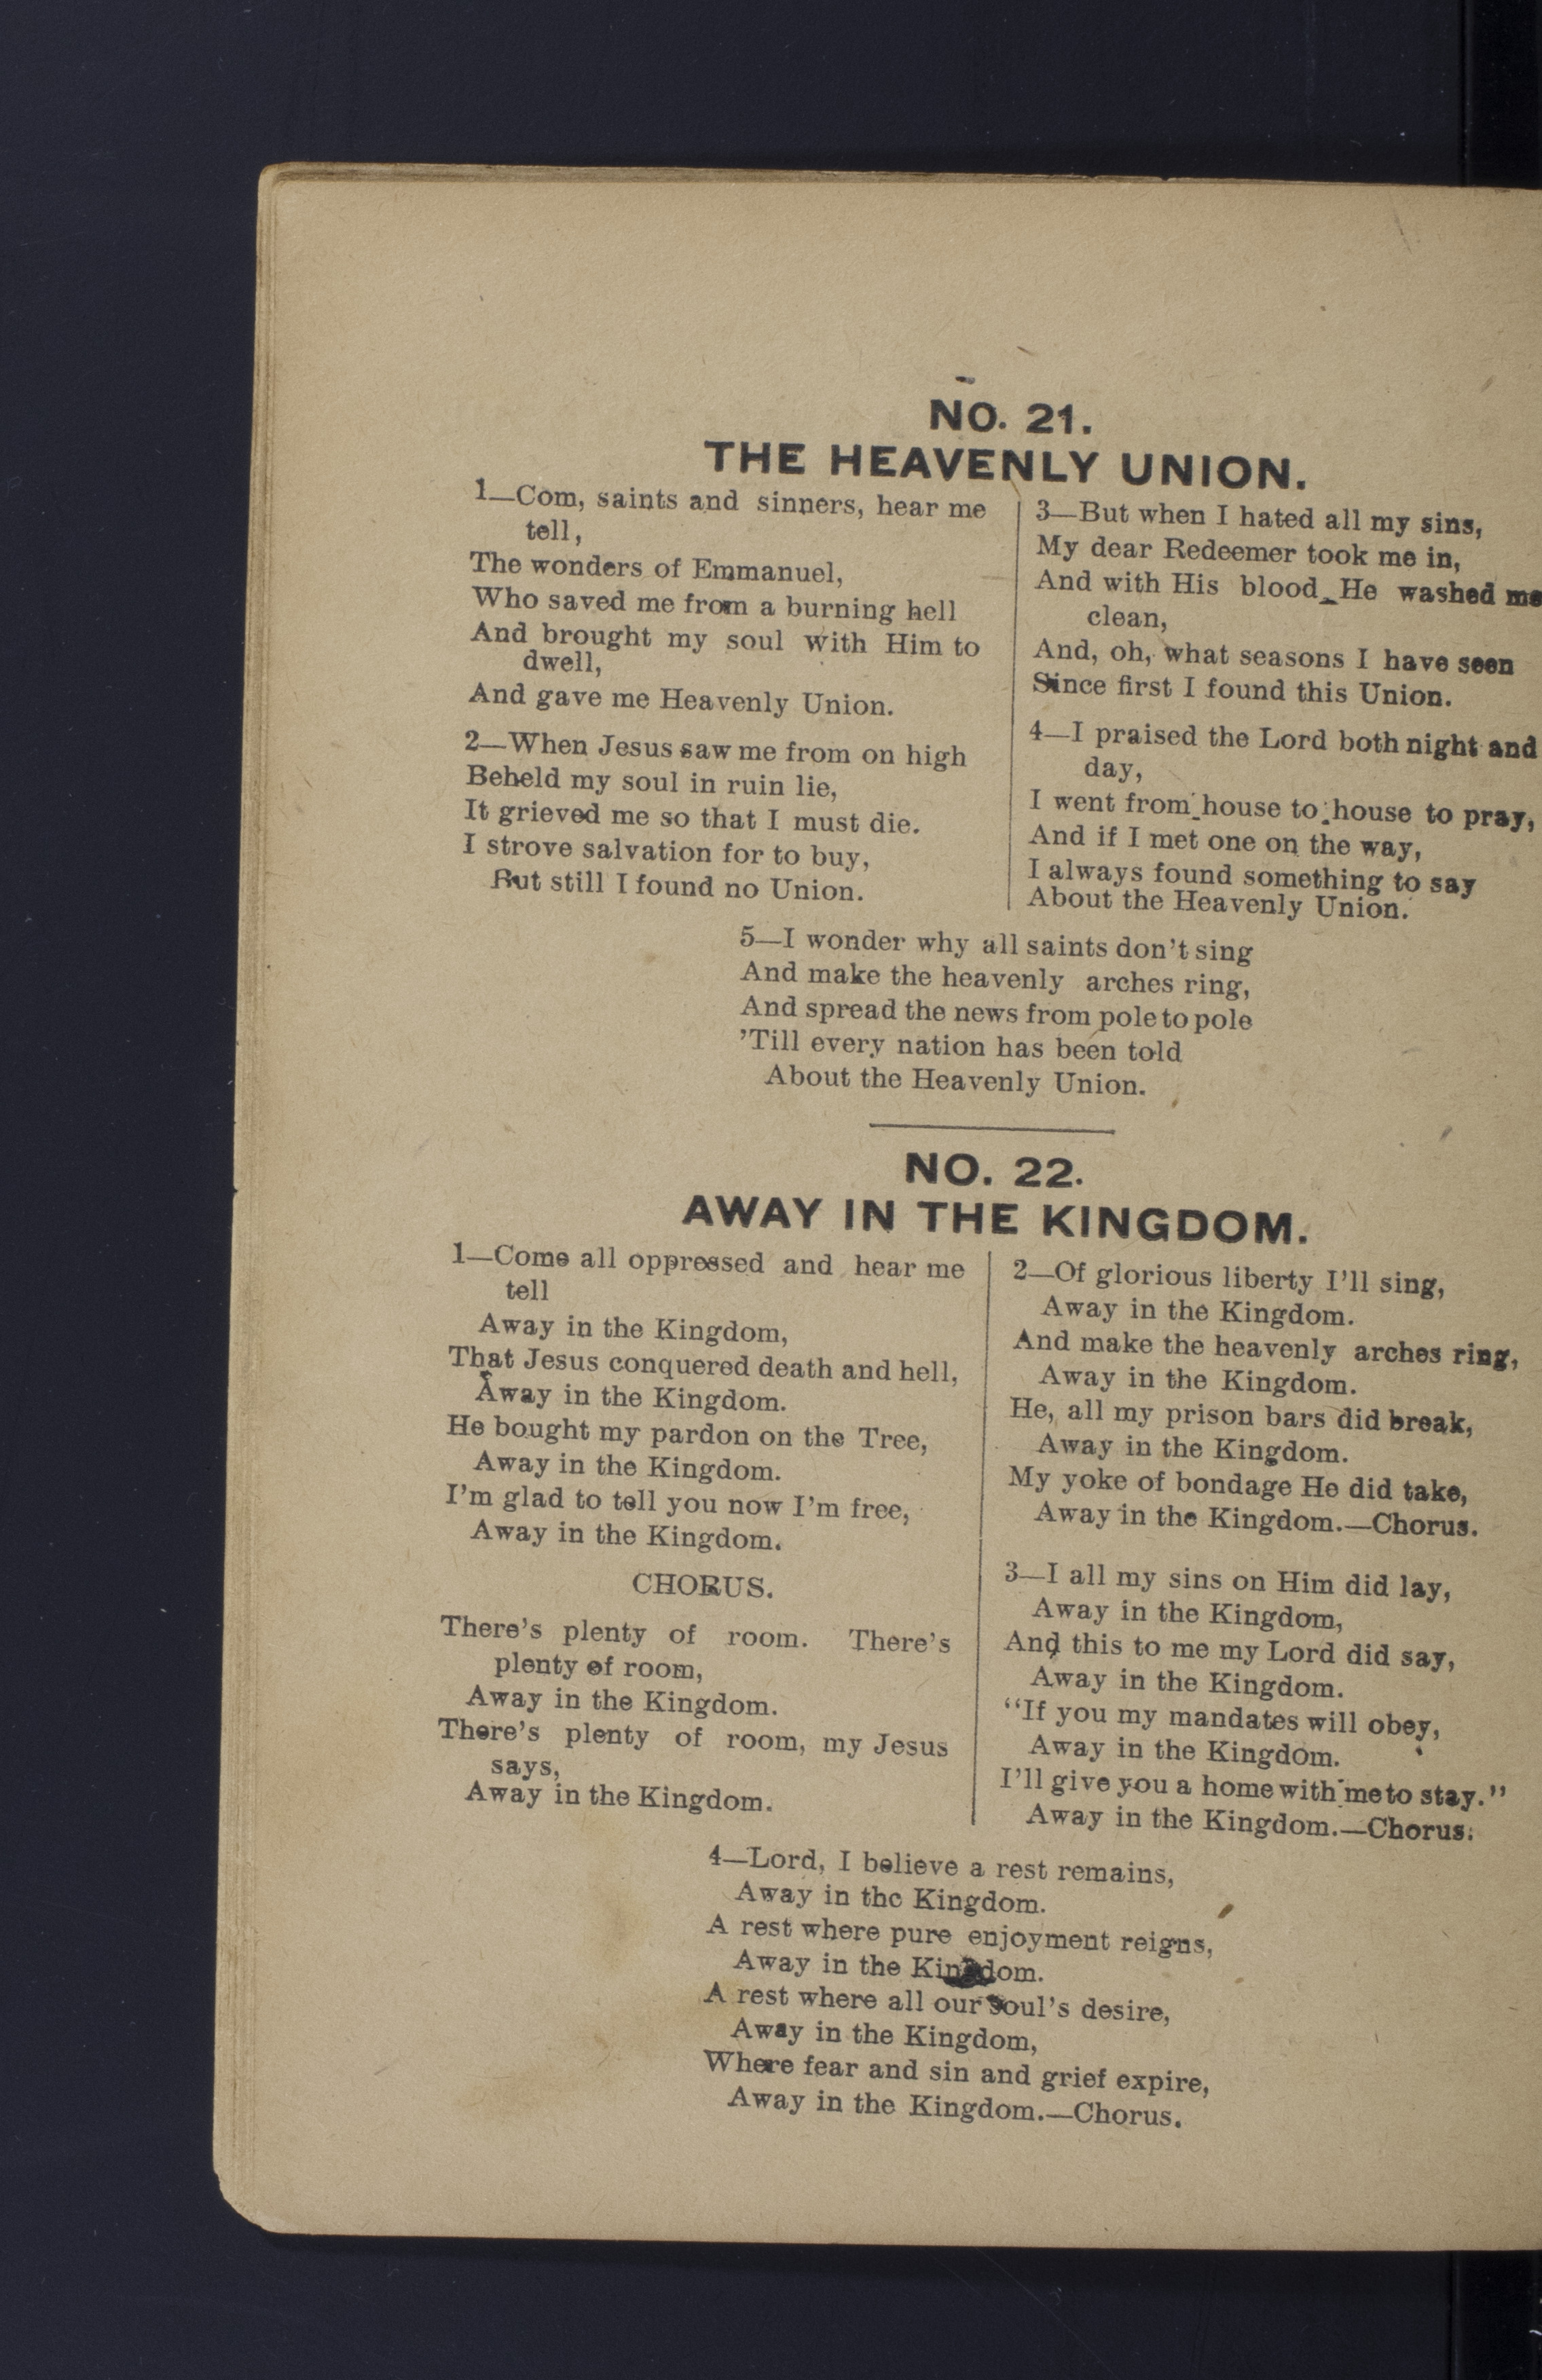 NO. 21.
THE HEAVENLY UNION.
1—Com, saints and sinners, hear me
tell,
The wonders of Emmanuel,
Who saved me from a burning hell
And brought my soul with Him to
dwell,
And gave me Heavenly Union.
2—When Jesus saw me from on high
Beheld my soul in ruin lie,
It grieved me so that I must die.
I strove salvation for to buy,
But still I found no Union.
3—But when I hated all my sins,
My dear Redeemer took me in,
And with His blood He washed me
clean,
And, oh, what seasons I have seen
Since first I found this Union.
4—I praised the Lord both night and
day,
I went from house to house to pray,
And if I met one on the way,
I always found something to say
About the Heavenly Union.
5—I wonder why all saints don't sing
And make the heavenly arches ring,
And spread the news from pole to pole
'Till every nation has been told
About the Heavenly Union.
NO. 22.
AWAY IN THE KINGDOM.
1—Come all oppressed and hear me
tell
Away in the Kingdom,
That Jesus conquered death and hell,
Away in the Kingdom.
He bought my pardon on the Tree,
Away in the Kingdom.
I'm glad to tell you now I'm free,
Away in the Kingdom.
CHORUS.
There's plenty of room. There's
plenty of room,
Away in the Kingdom.
There's plenty of room, my Jesus
says,
Away in the Kingdom.
2—Of glorious liberty I'll sing,
Away in the Kingdom.
And make the heavenly arches ring,
Away in the Kingdom.
He, all my prison bars did break,
Away in the Kingdom.
My yoke of bondage He did take,
Away in the Kingdom.—Chorus.
3—I all my sins on Him did lay,
Away in the Kingdom,
And this to me my Lord did say,
Away in the Kingdom.
"If you my mandates will obey,
Away in the Kingdom.
I'll give you a home with me to stay."
Away in the Kingdom.—Chorus.
4—Lord, I believe a rest remains,
Away in the Kingdom.
A rest where pure enjoyment reigns,
Away in the Kingdom.
A rest where all our soul's desire,
Away in the Kingdom,
Where fear and sin and grief expire,
Away in the Kingdom.—Chorus.